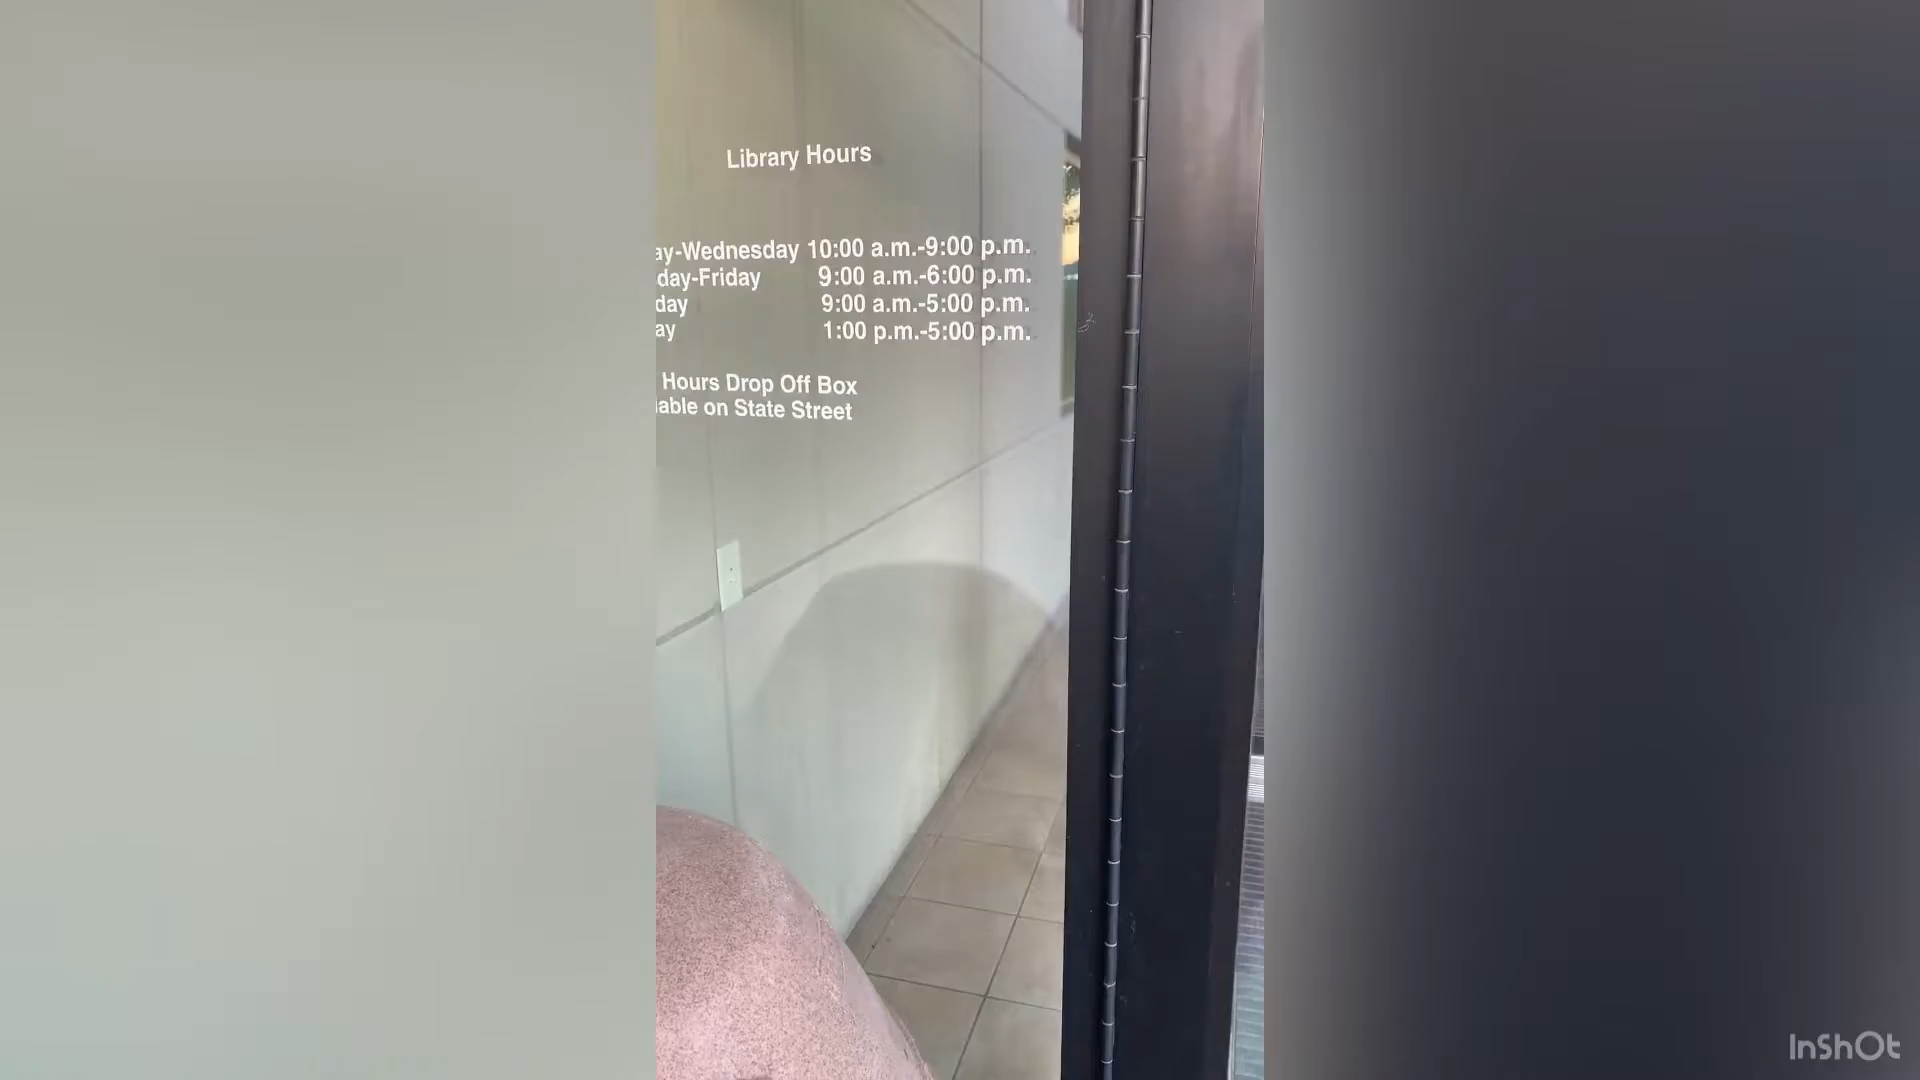 Library Hours
ay-Wednesday 10:00 a.m.-9:00 p.m.
day-Friday 9:00 a.m.-6:00 p.m.
day 9:00 a.m.-5:00 p.m.
ay 1:00 p.m.-5:00 p.m.
Hours Drop Off Box
able on State Street
InShOt